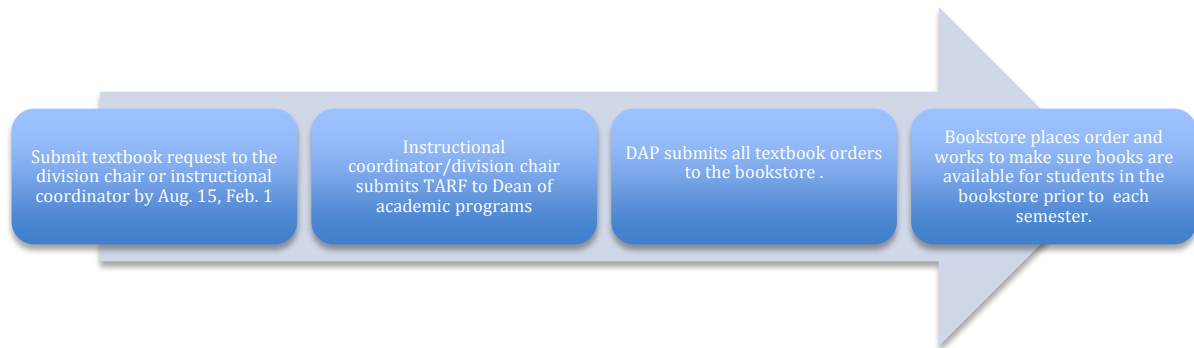 Submit textbook request to the
division chair or instructional
coordinator by Aug. 15, Feb. 1
Instructional
coordinator/division chair
submits TARF to Dean of
academic programs
DAP submits all textbook orders
to the bookstore .
Bookstore places order and
works to make sure books are
available for students in the
bookstore prior to  each
semester.